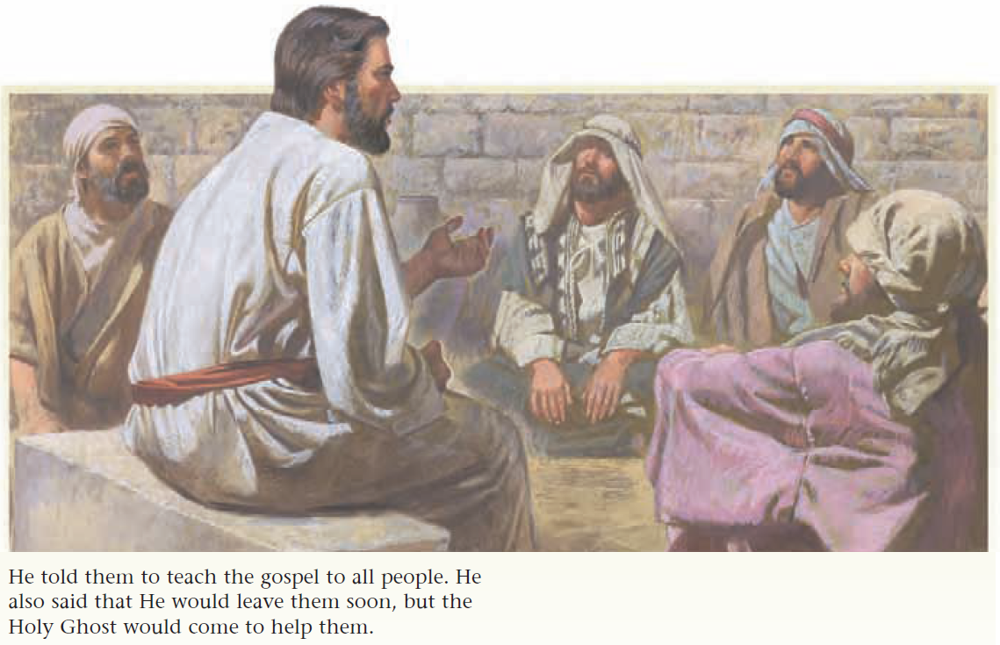 He told them to teach the gospel to all people. He
also said that He would leave them soon, but the
Holy Ghost would come to help them.